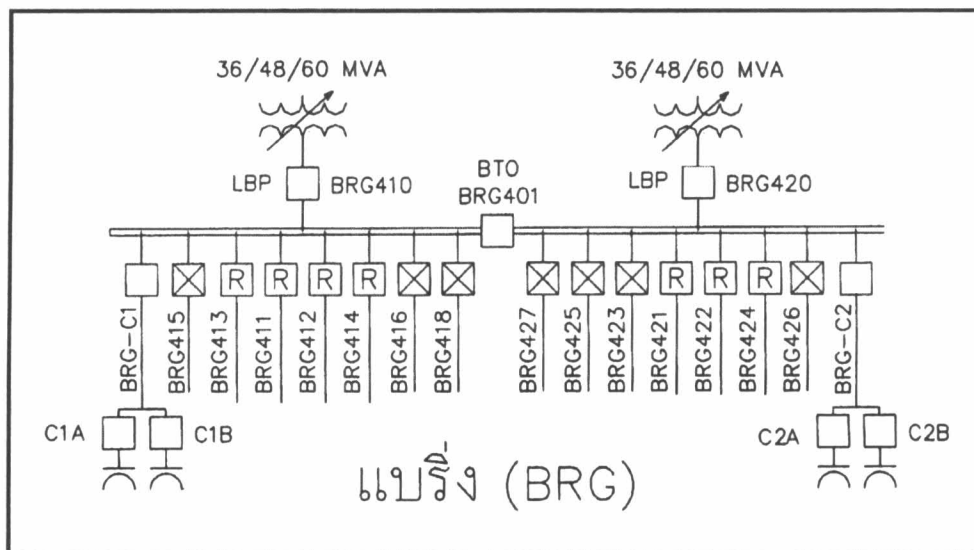 36/48/60 MVA
36/48/60 MVA
LBP
BRG410
BTO
BRG401
LBP
BRG420
R
R
R
R
R
R
R
BRG-C1
BRG415
BRG413
BRG411
BRG412
BRG414
BRG416
BRG418
BRG427
BRG425
BRG423
BRG421
BRG422
BRG424
BRG426
BRG-C2
C1A
C1B
C2A
C2B
แบริ่ง (BRG)